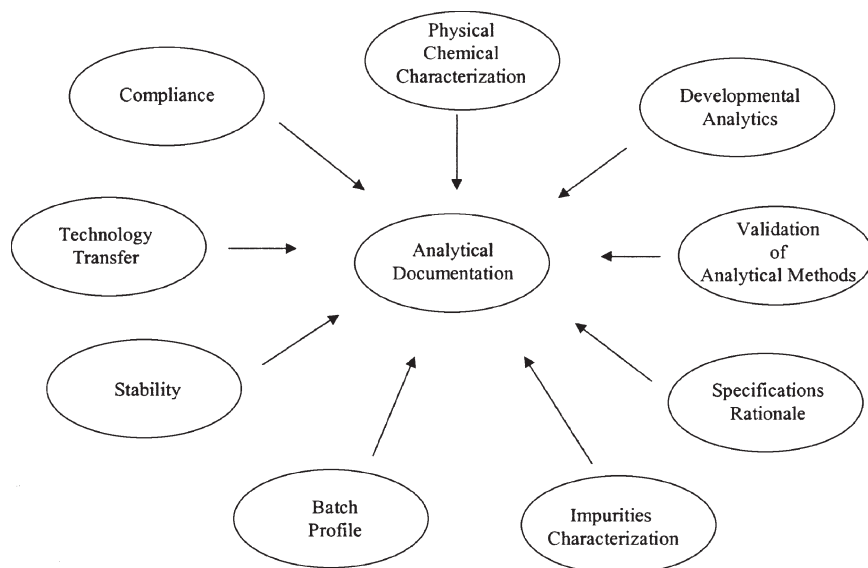 Physical
Chemical
Characterization
Compliance
Developmental
Analytics
Technology
Transfer
Analytical
Documentation
Validation
of
Analytical Methods
Stability
Specifications
Rationale
Batch
Profile
Impurities
Characterization